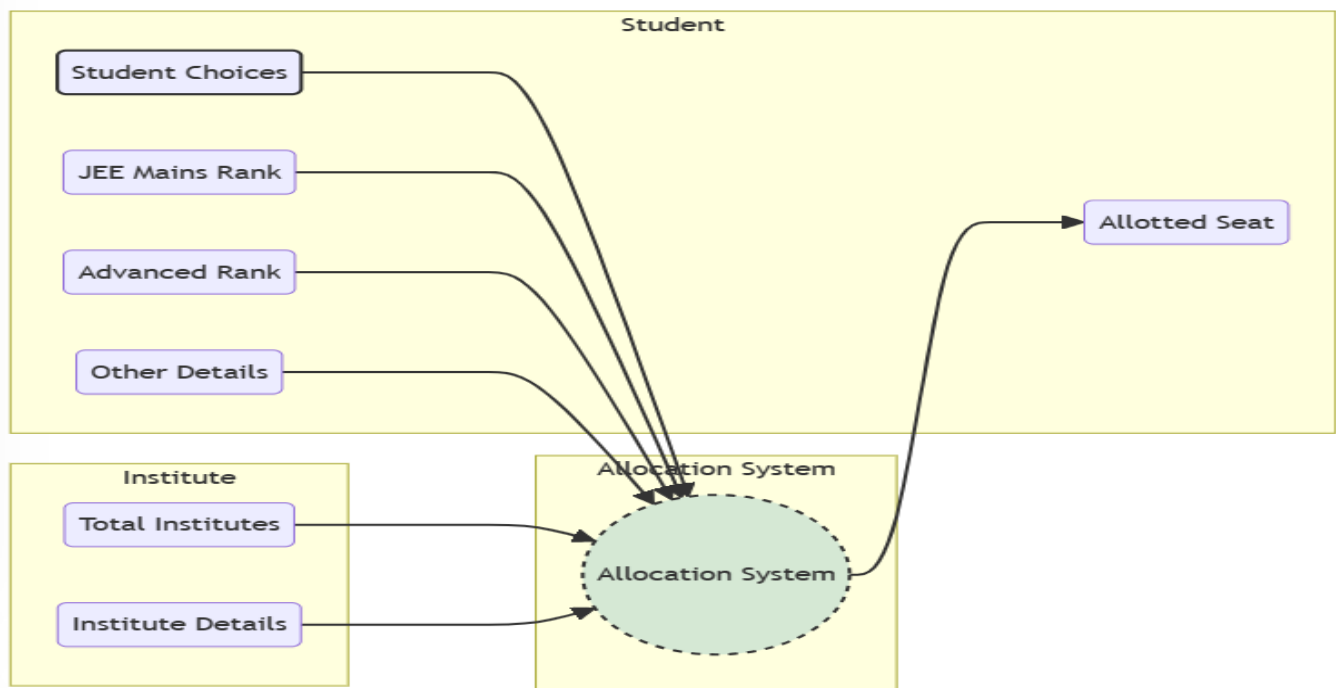 Student
Student Choices
JEE Mains Rank
Advanced Rank
Other Details
Allotted Seat
Institute
Total Institutes
Institute Details
Allocation System
Allocation System